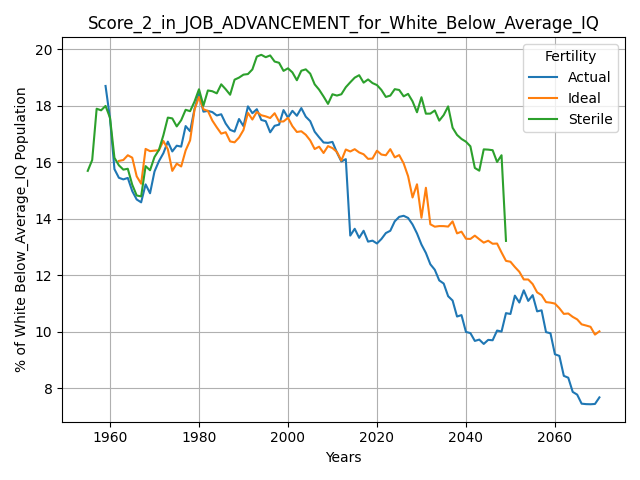 Score_2_in_JOB_ADVANCEMENT_for_White_Below_Average_IQ
% of White Below_Average_IQ Population
20
18
16
14
12
10
8
Fertility
Actual
Ideal
Sterile
1960 1980 2000 2020 2040 2060
Years